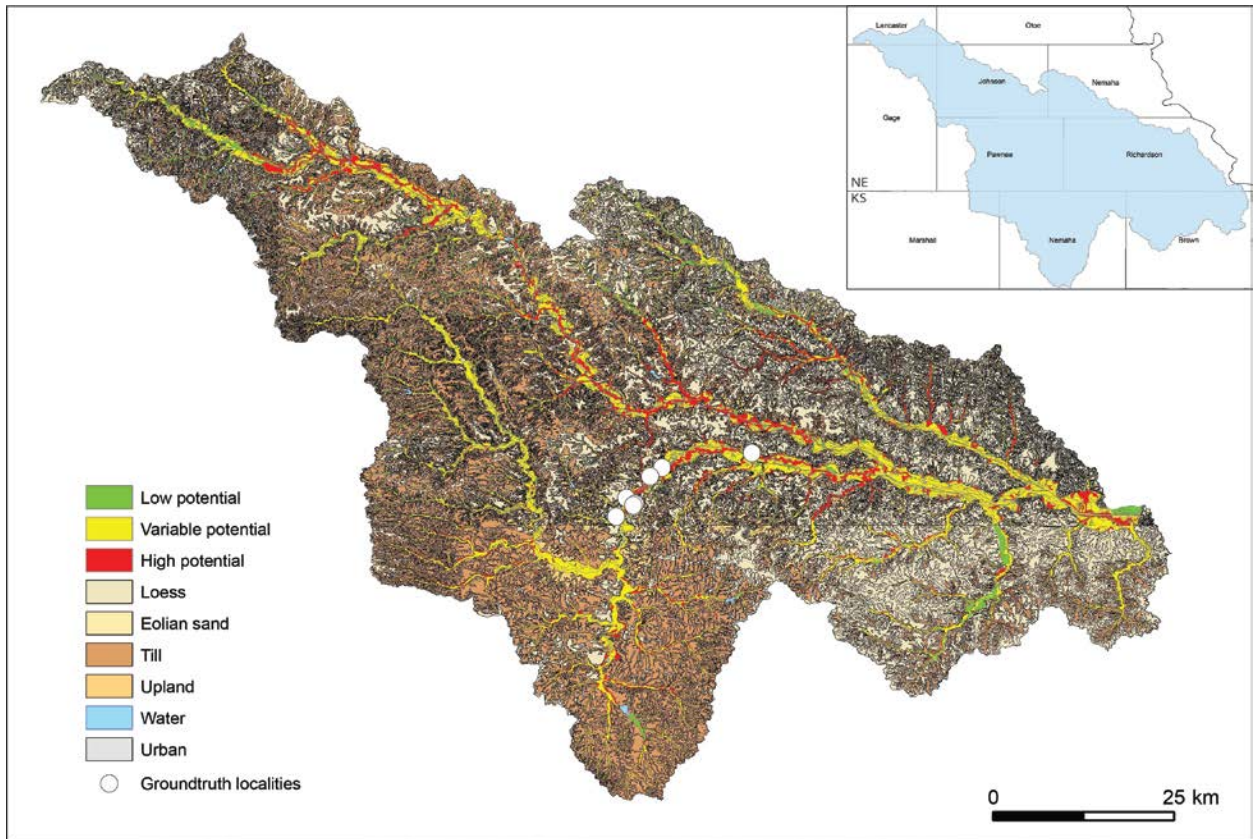 Lancaster
Otoe
Johnson
Nemaha
Gage
Pawnee
Richardson
NE
KS
Marshall
Nemaha
Brown
Low potential
Variable potential
High potential
Loess
Eolian sand
Till
Upland
Water
Urban
Groundtruth localities
0 25 km